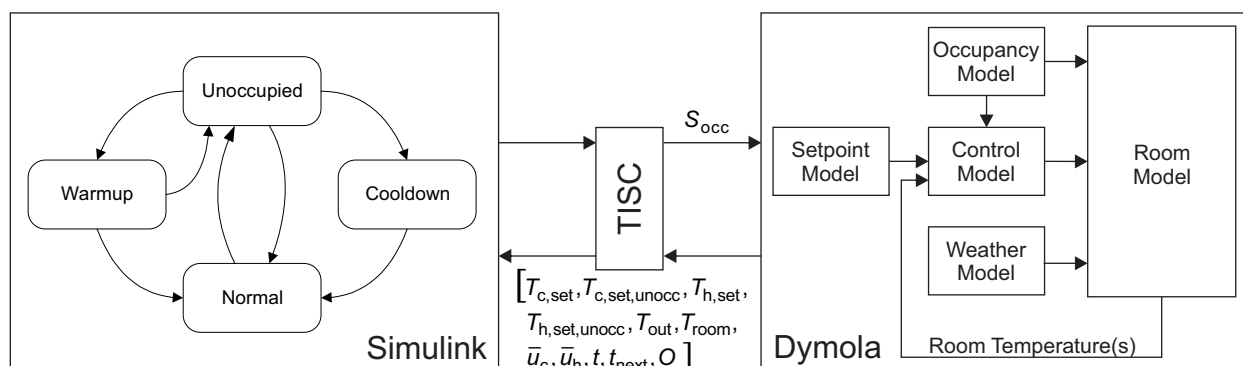 Unoccupied
Warmup
Cooldown
Normal
Simulink
TISC
S_occ
[T_c,set, T_c,set,unocc, T_h,set,
T_h,set,unocc, T_out, T_room,
ū_c, ū_h, t, t_next, O]
Occupancy
Model
Setpoint
Model
Control
Model
Weather
Model
Room
Model
Room Temperature(s)
Dymola